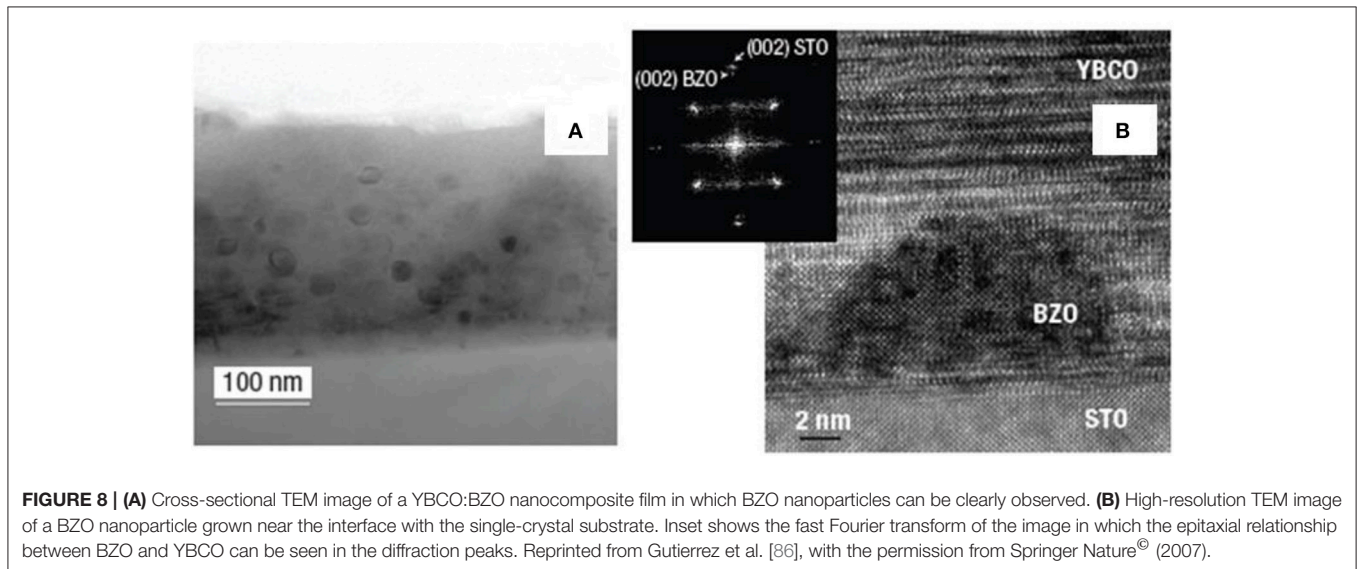 (002) STO
(002) BZO
YBCO
A
B
100 nm
BZO
2 nm
STO
FIGURE 8 | (A) Cross-sectional TEM image of a YBCO:BZO nanocomposite film in which BZO nanoparticles can be clearly observed. (B) High-resolution TEM image
of a BZO nanoparticle grown near the interface with the single-crystal substrate. Inset shows the fast Fourier transform of the image in which the epitaxial relationship
between BZO and YBCO can be seen in the diffraction peaks. Reprinted from Gutierrez et al. [86], with the permission from Springer Nature© (2007).